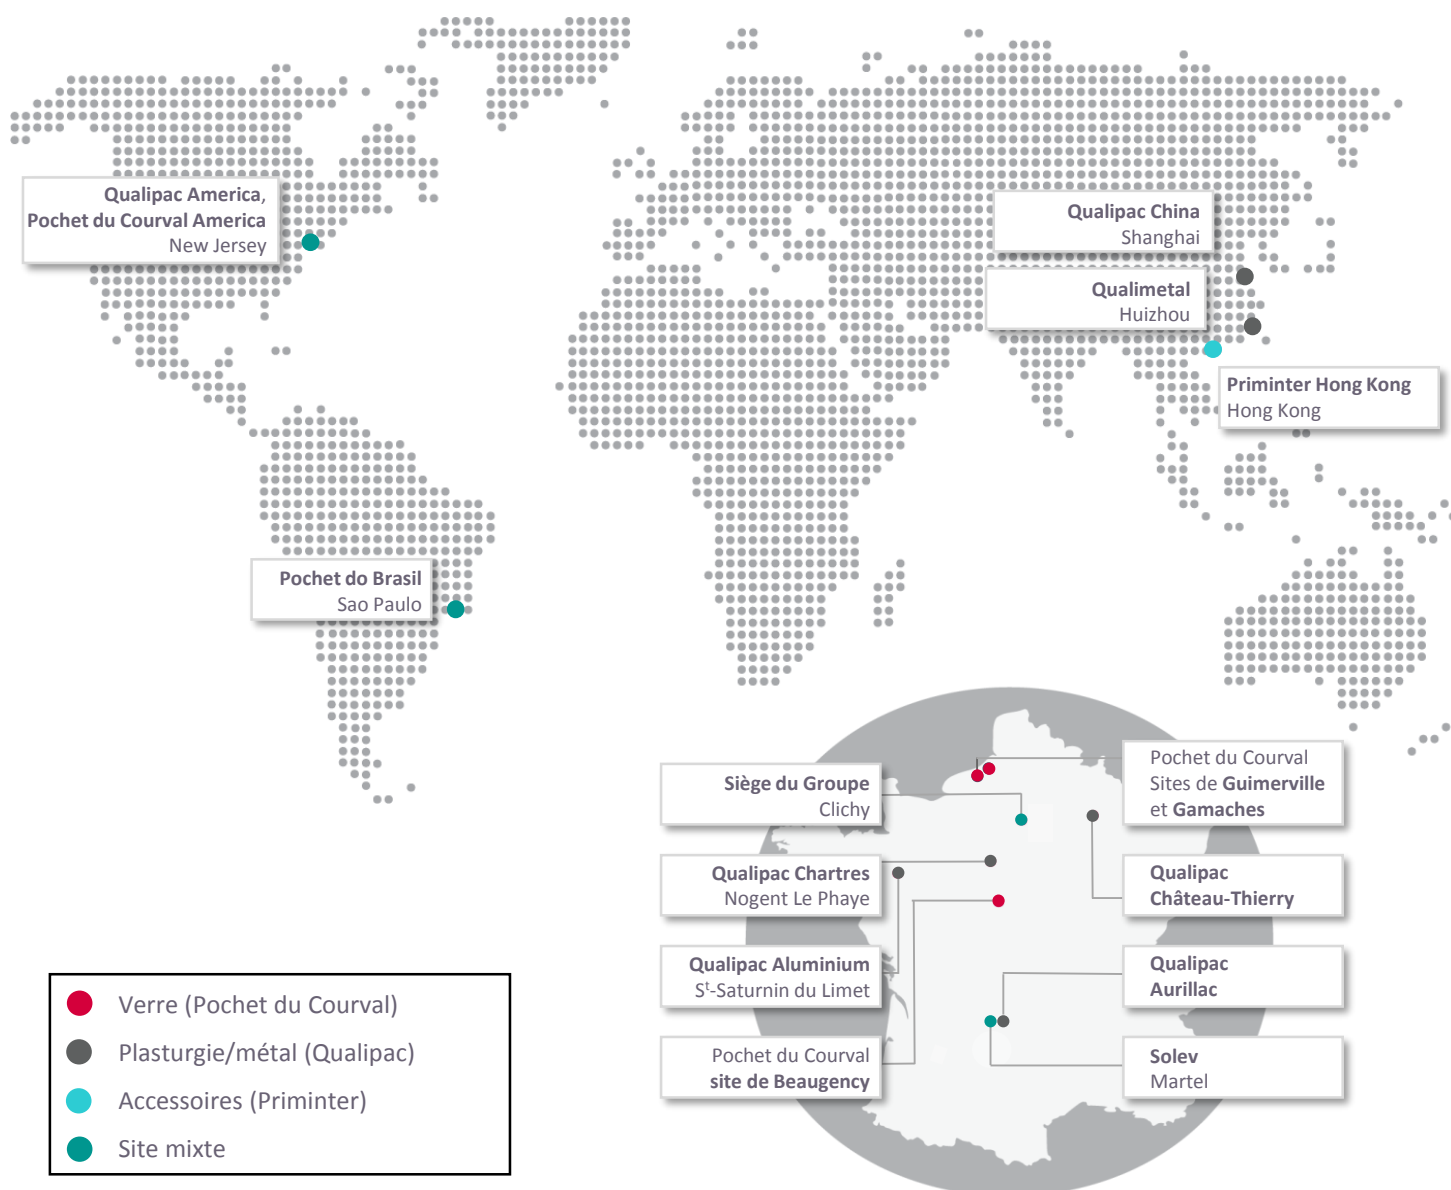 Qualipac America,
Pochet du Courval America
New Jersey
Qualipac China
Shanghai
Qualimetal
Huizhou
Priminter Hong Kong
Hong Kong
Pochet do Brasil
Sao Paulo
Siège du Groupe
Clichy
Pochet du Courval
Sites de Guimerville
et Gamaches
Qualipac Chartres
Nogent Le Phaye
Qualipac
Château-Thierry
Qualipac Aluminium
St-Saturnin du Limet
Qualipac
Aurillac
Pochet du Courval
site de Beaugency
Solev
Martel
Verre (Pochet du Courval)
Plasturgie/métal (Qualipac)
Accessoires (Priminter)
Site mixte